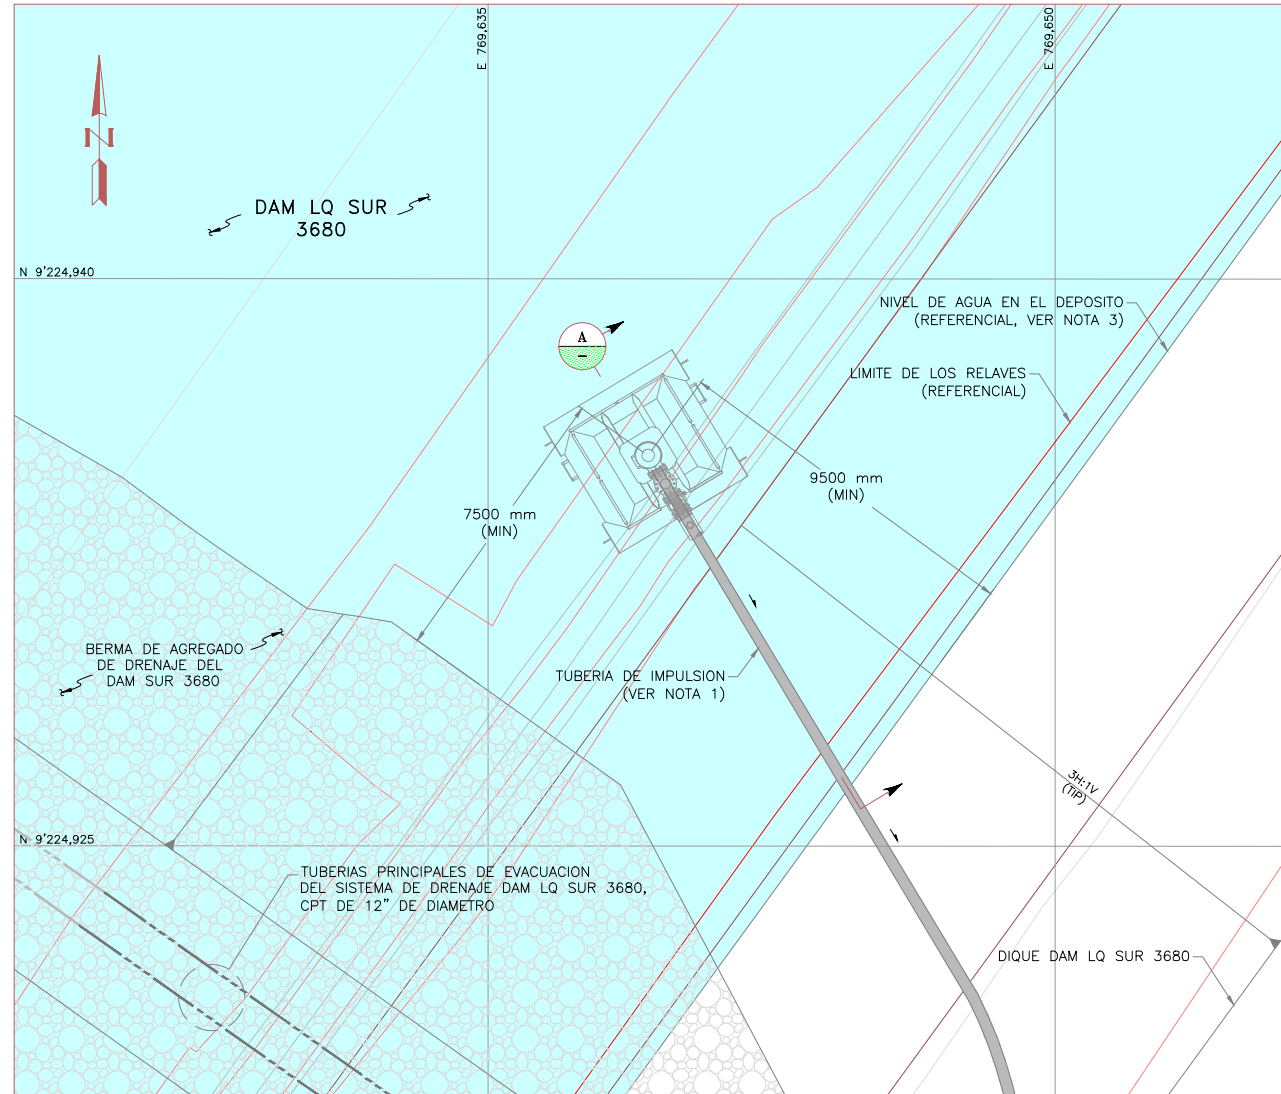 E 769,635
E 769,650
N
DAM LQ SUR
3680
N 9'224,940
NIVEL DE AGUA EN EL DEPOSITO
(REFERENCIAL, VER NOTA 3)
A
–
LIMITE DE LOS RELAVES
(REFERENCIAL)
9500 mm
(MIN)
7500 mm
(MIN)
BERMA DE AGREGADO
DE DRENAJE DEL
DAM SUR 3680
TUBERIA DE IMPULSION
(VER NOTA 1)
3H:1V
(TIP)
N 9'224,925
TUBERIAS PRINCIPALES DE EVACUACION
DEL SISTEMA DE DRENAJE DAM LQ SUR 3680,
CPT DE 12" DE DIAMETRO
DIQUE DAM LQ SUR 3680